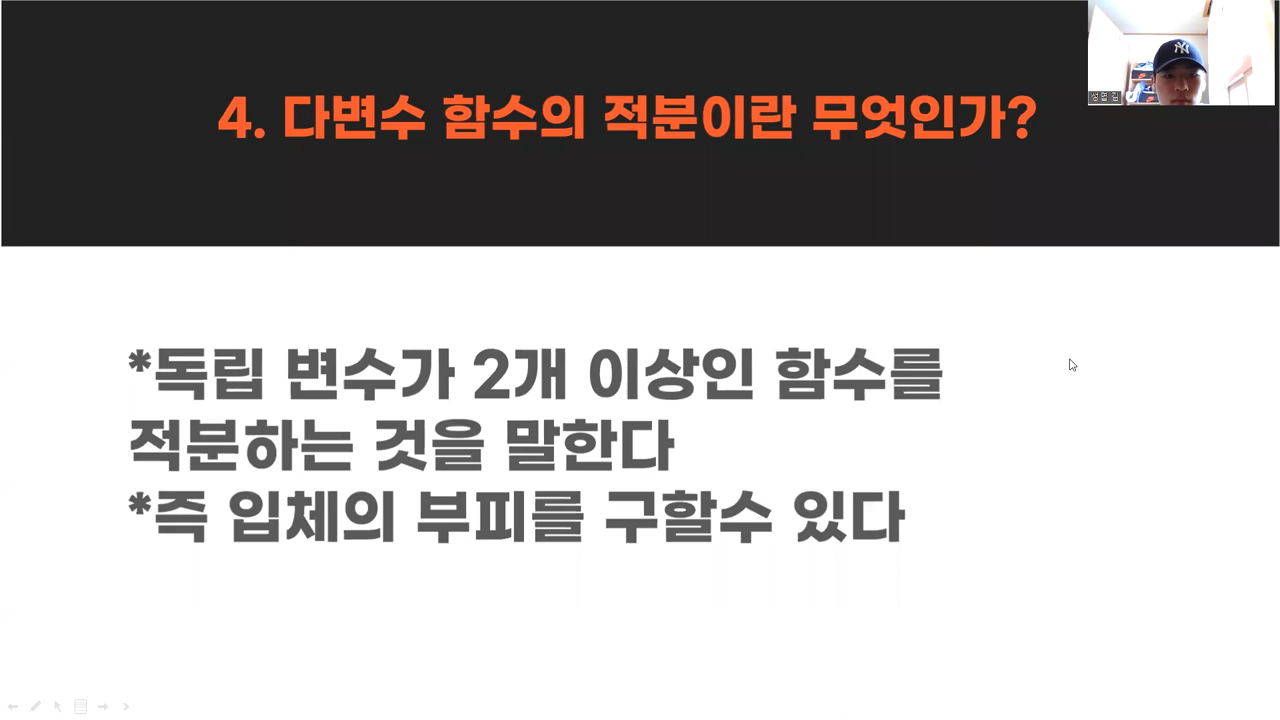 4. 다변수 함수의 적분이란 무엇인가?
*독립 변수가 2개 이상인 함수를
적분하는 것을 말한다
*즉 입체의 부피를 구할수 있다
NY